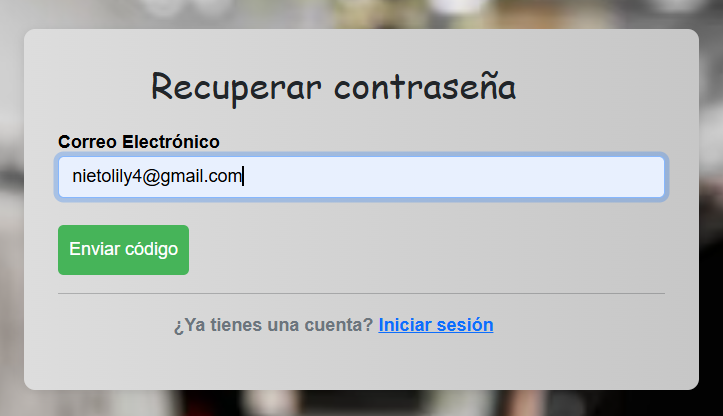 Recuperar contraseña
Correo Electrónico
nietolily4@gmail.com
Enviar código
¿Ya tienes una cuenta? Iniciar sesión